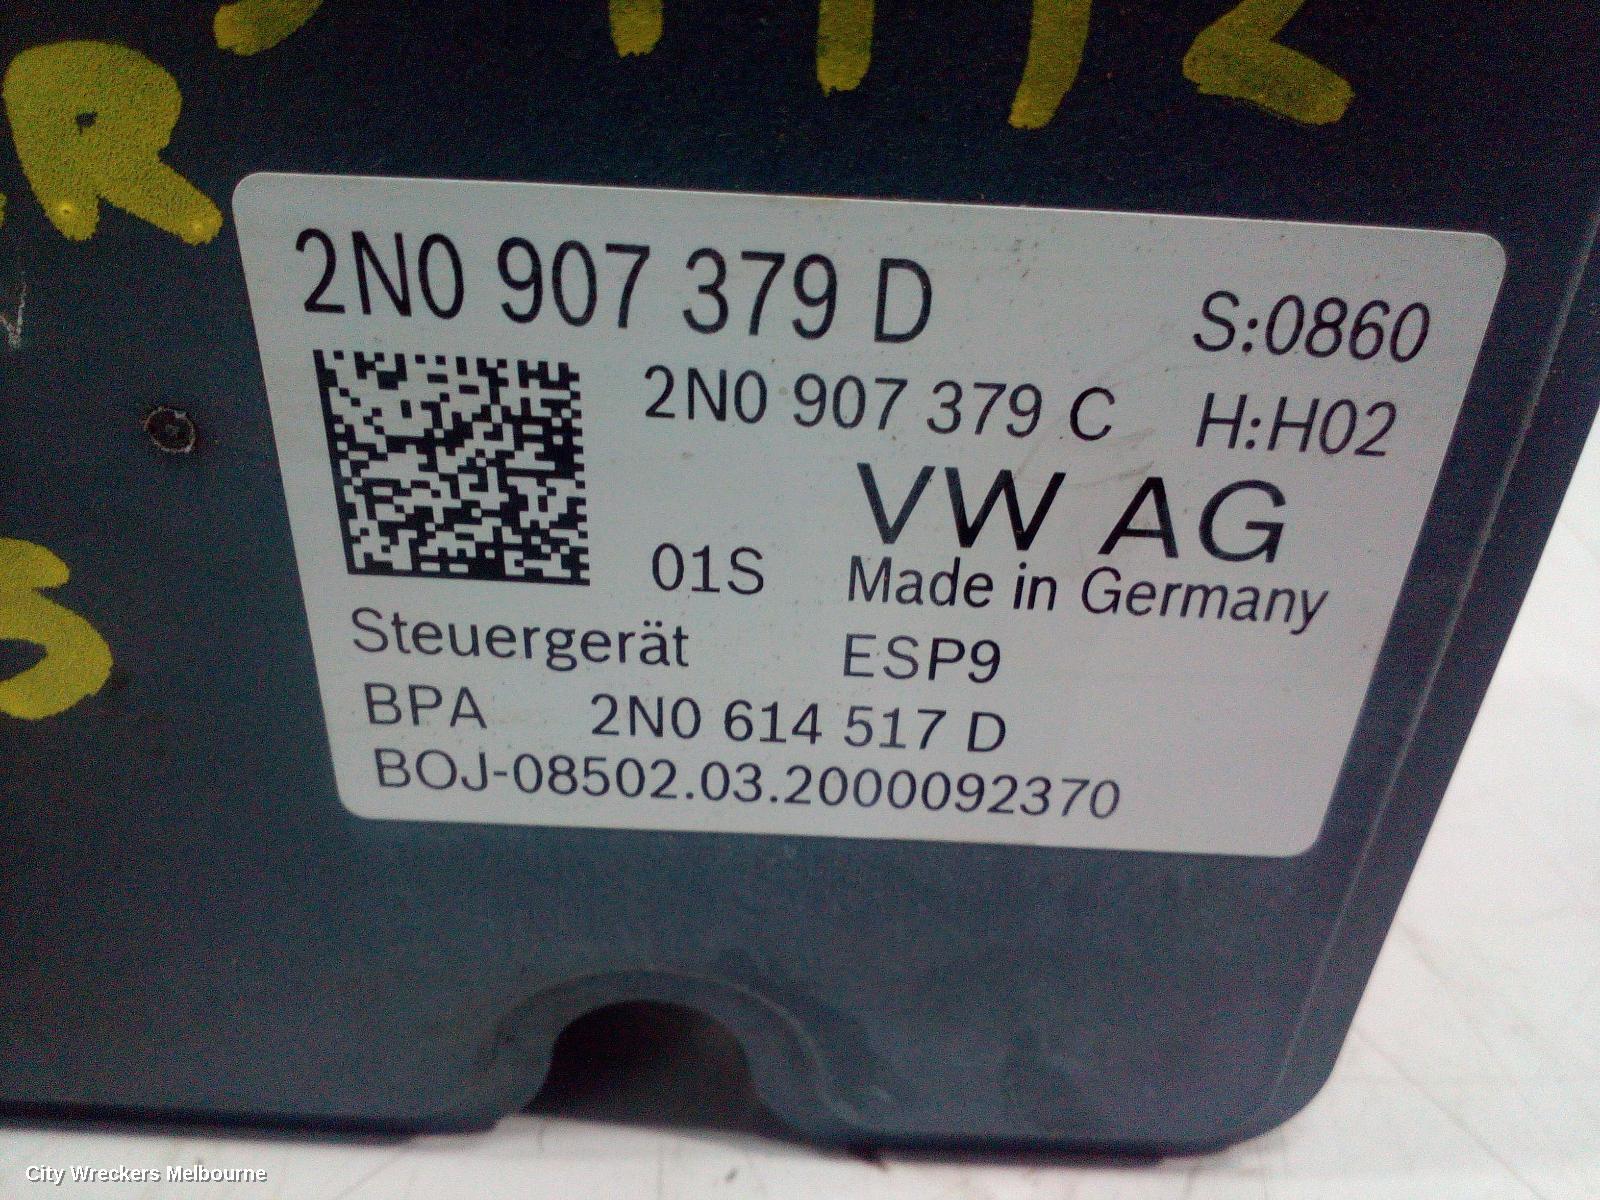 R
2N0 907 379 D
S:0860
2N0 907 379 C
H:H02
VW AG
01S
Made in Germany
Steuergerät
ESP9
BPA
2N0 614 517 D
BOJ-08502.03.2000092370
City Wreckers Melbourne